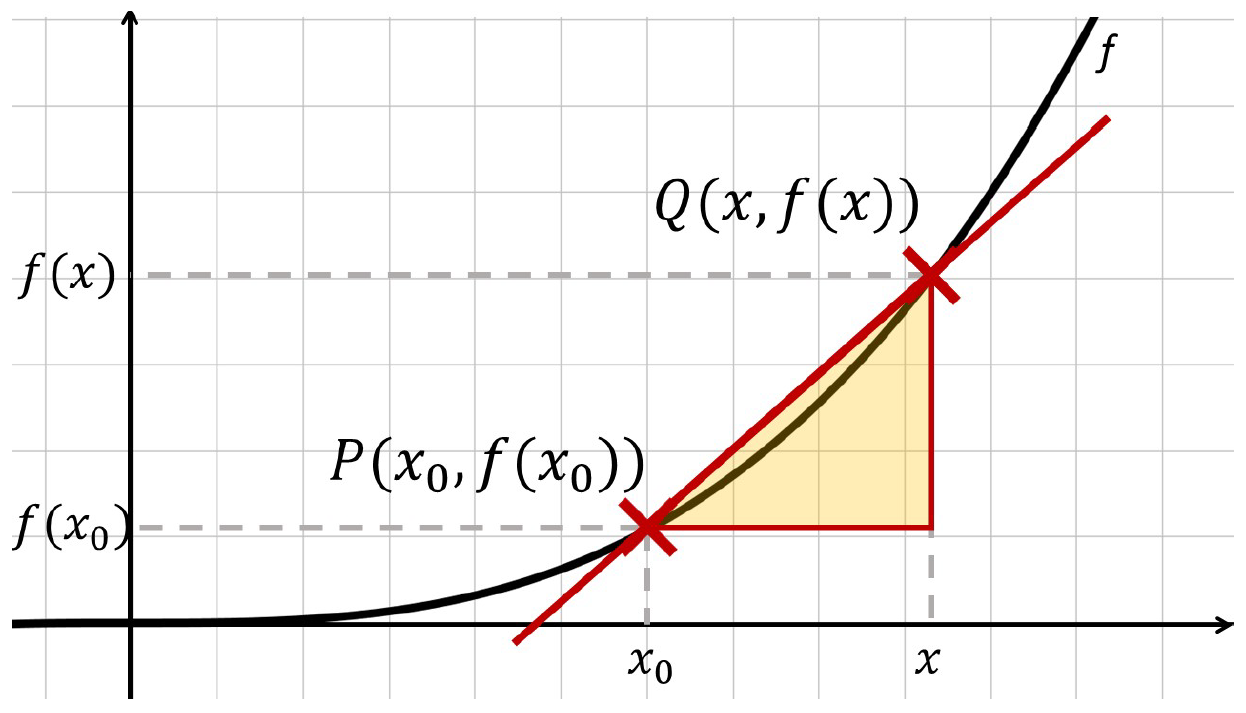 f
Q(x, f(x))
f(x)
P(x₀, f(x₀))
f(x₀)
x₀
x